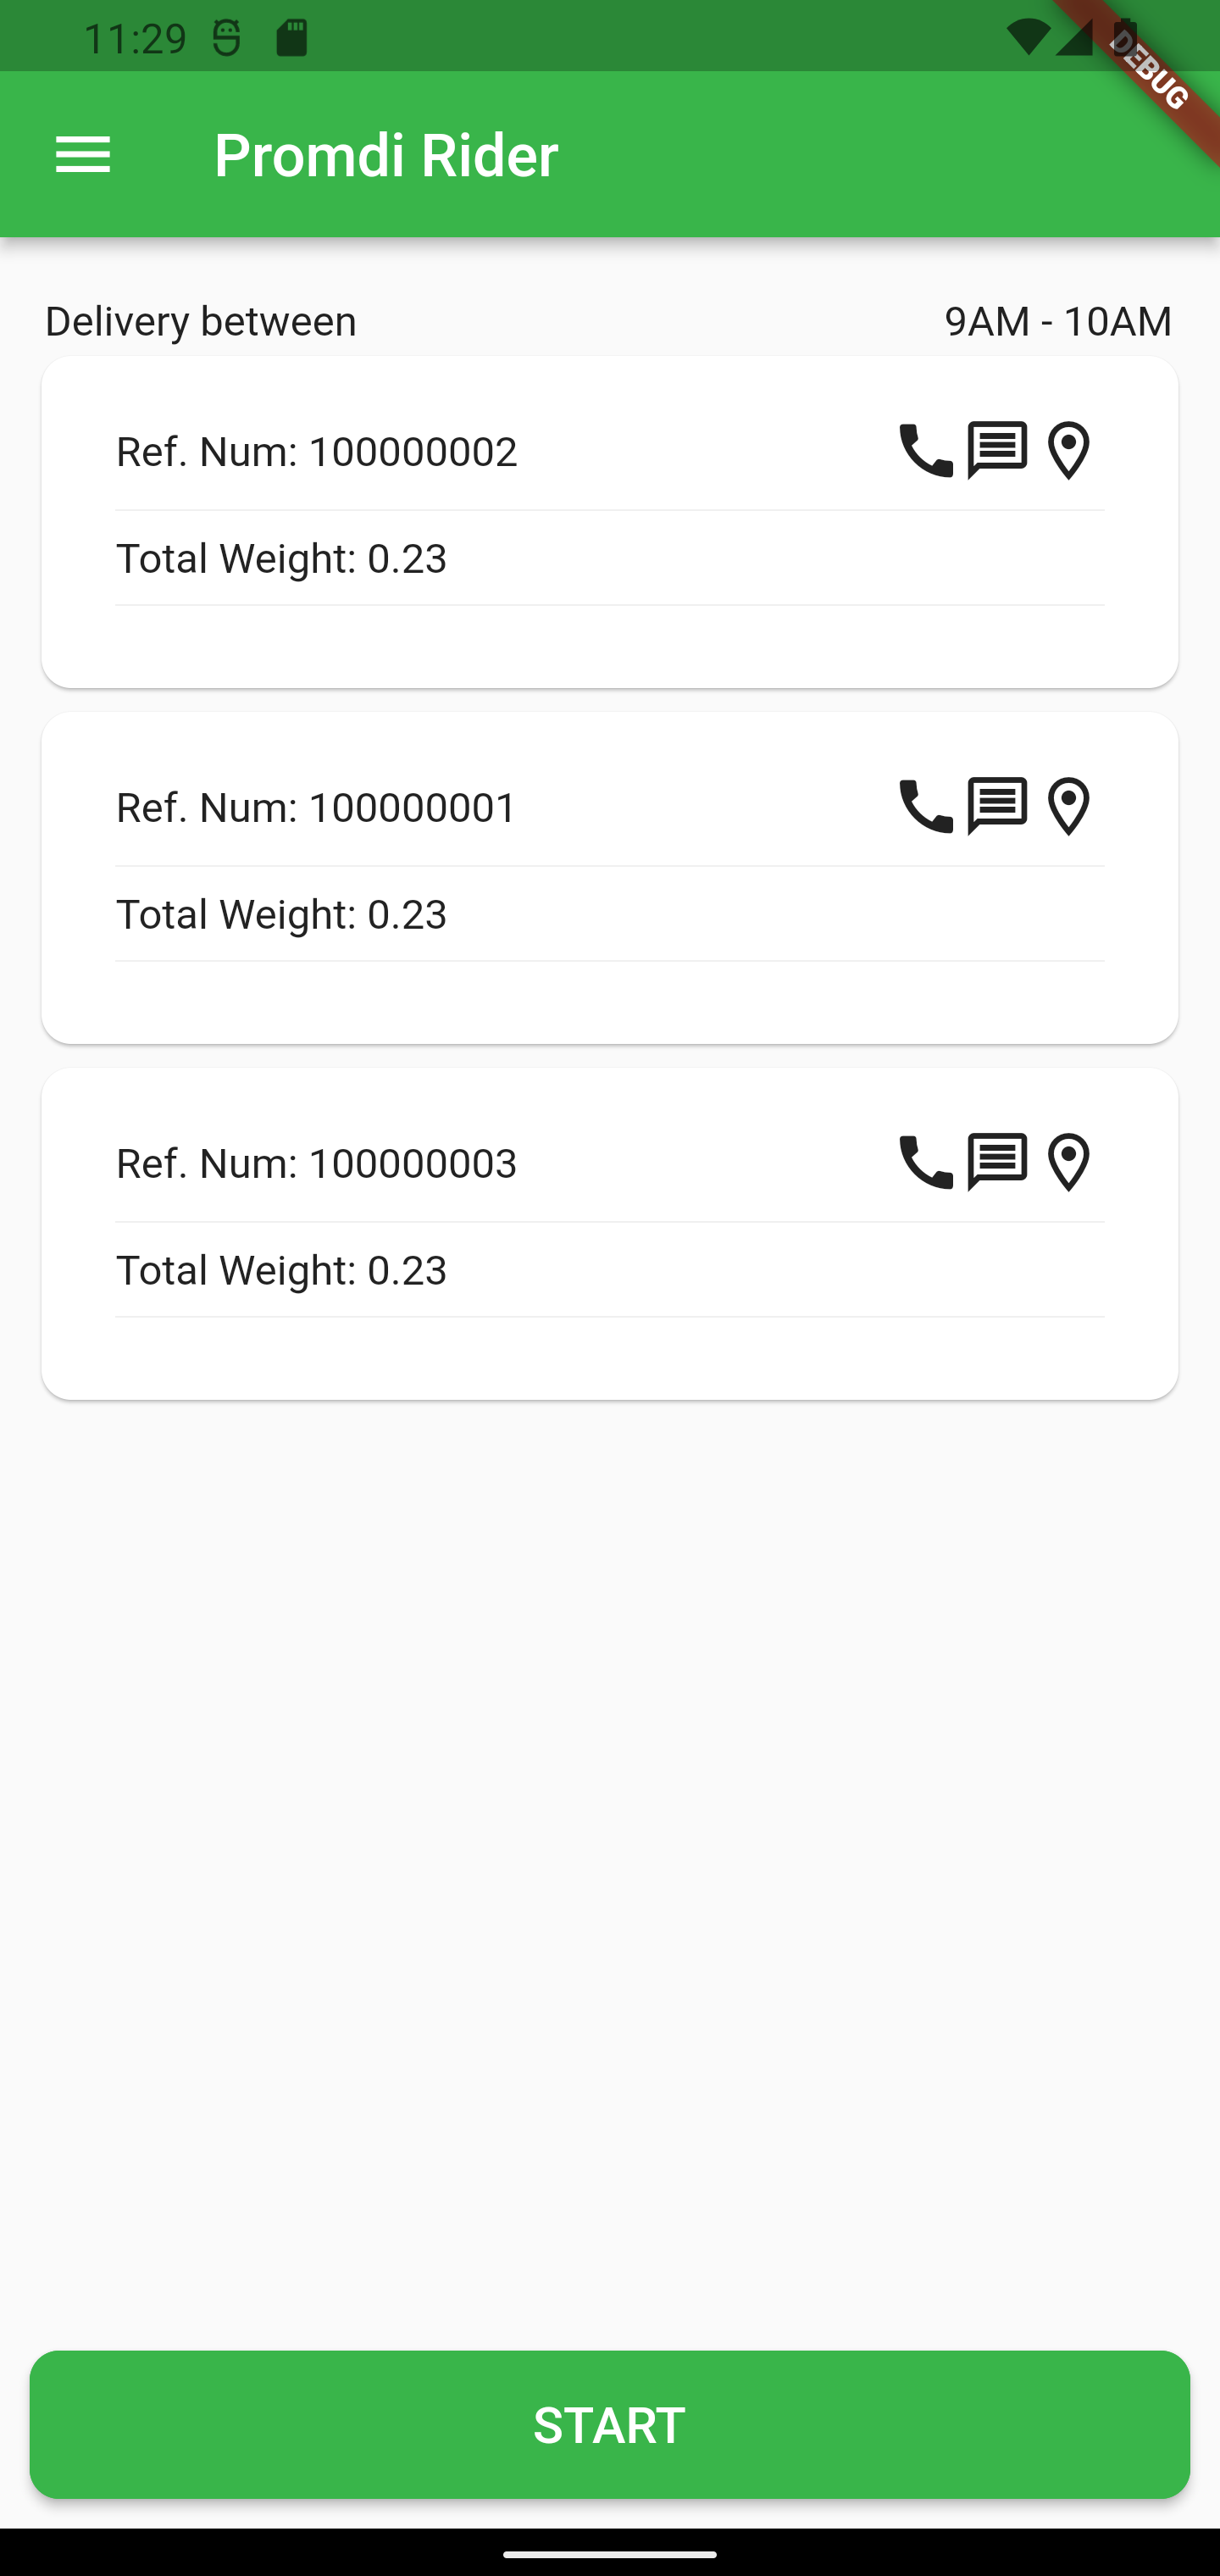 11:29
DEBUG
Promdi Rider
Delivery between 9AM - 10AM
Ref. Num: 100000002
Total Weight: 0.23
Ref. Num: 100000001
Total Weight: 0.23
Ref. Num: 100000003
Total Weight: 0.23
START